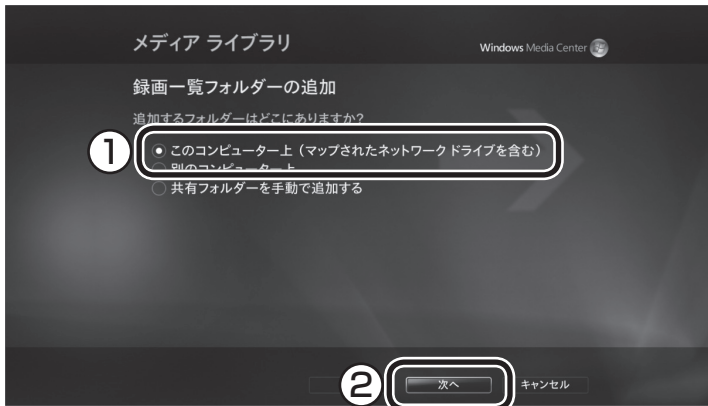 メディア ライブラリ
Windows Media Center
録画一覧フォルダーの追加
追加するフォルダーはどこにありますか?
① このコンピューター上（マップされたネットワーク ドライブを含む）
別のコンピューター上
共有フォルダーを手動で追加する
② 次へ
キャンセル